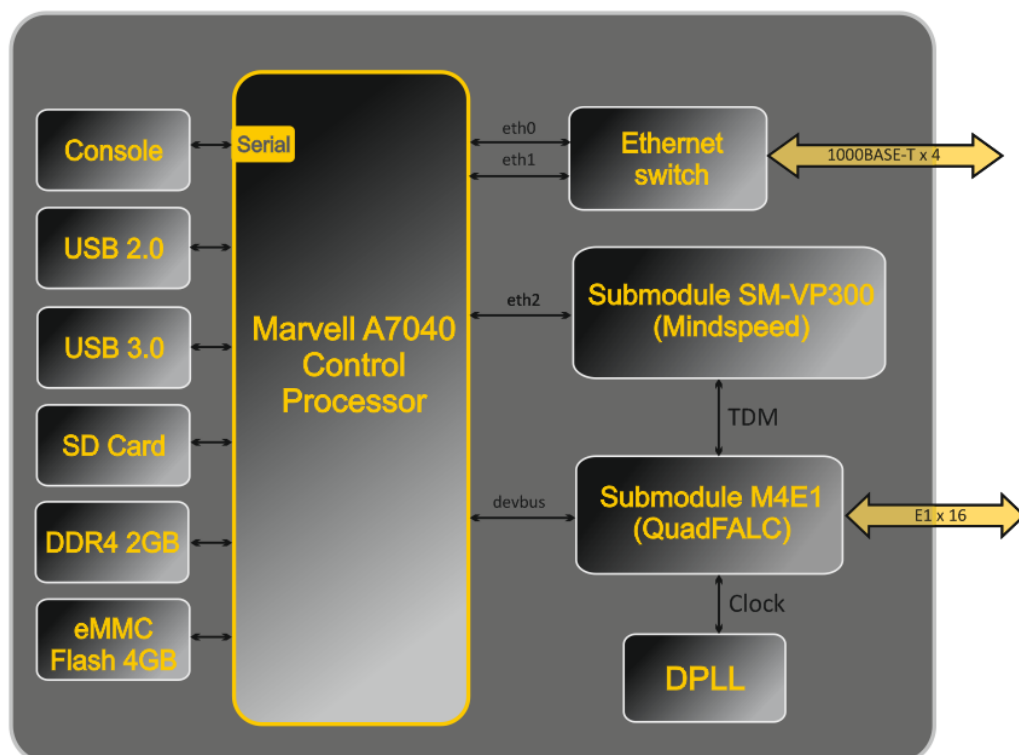 Console
Serial
USB 2.0
USB 3.0
SD Card
DDR4 2GB
eMMC
Flash 4GB
Marvell A7040
Control
Processor
eth0
eth1
Ethernet
switch
1000BASE-T x 4
eth2
Submodule SM-VP300
(Mindspeed)
TDM
devbus
Submodule M4E1
(QuadFALC)
E1 x 16
Clock
DPLL